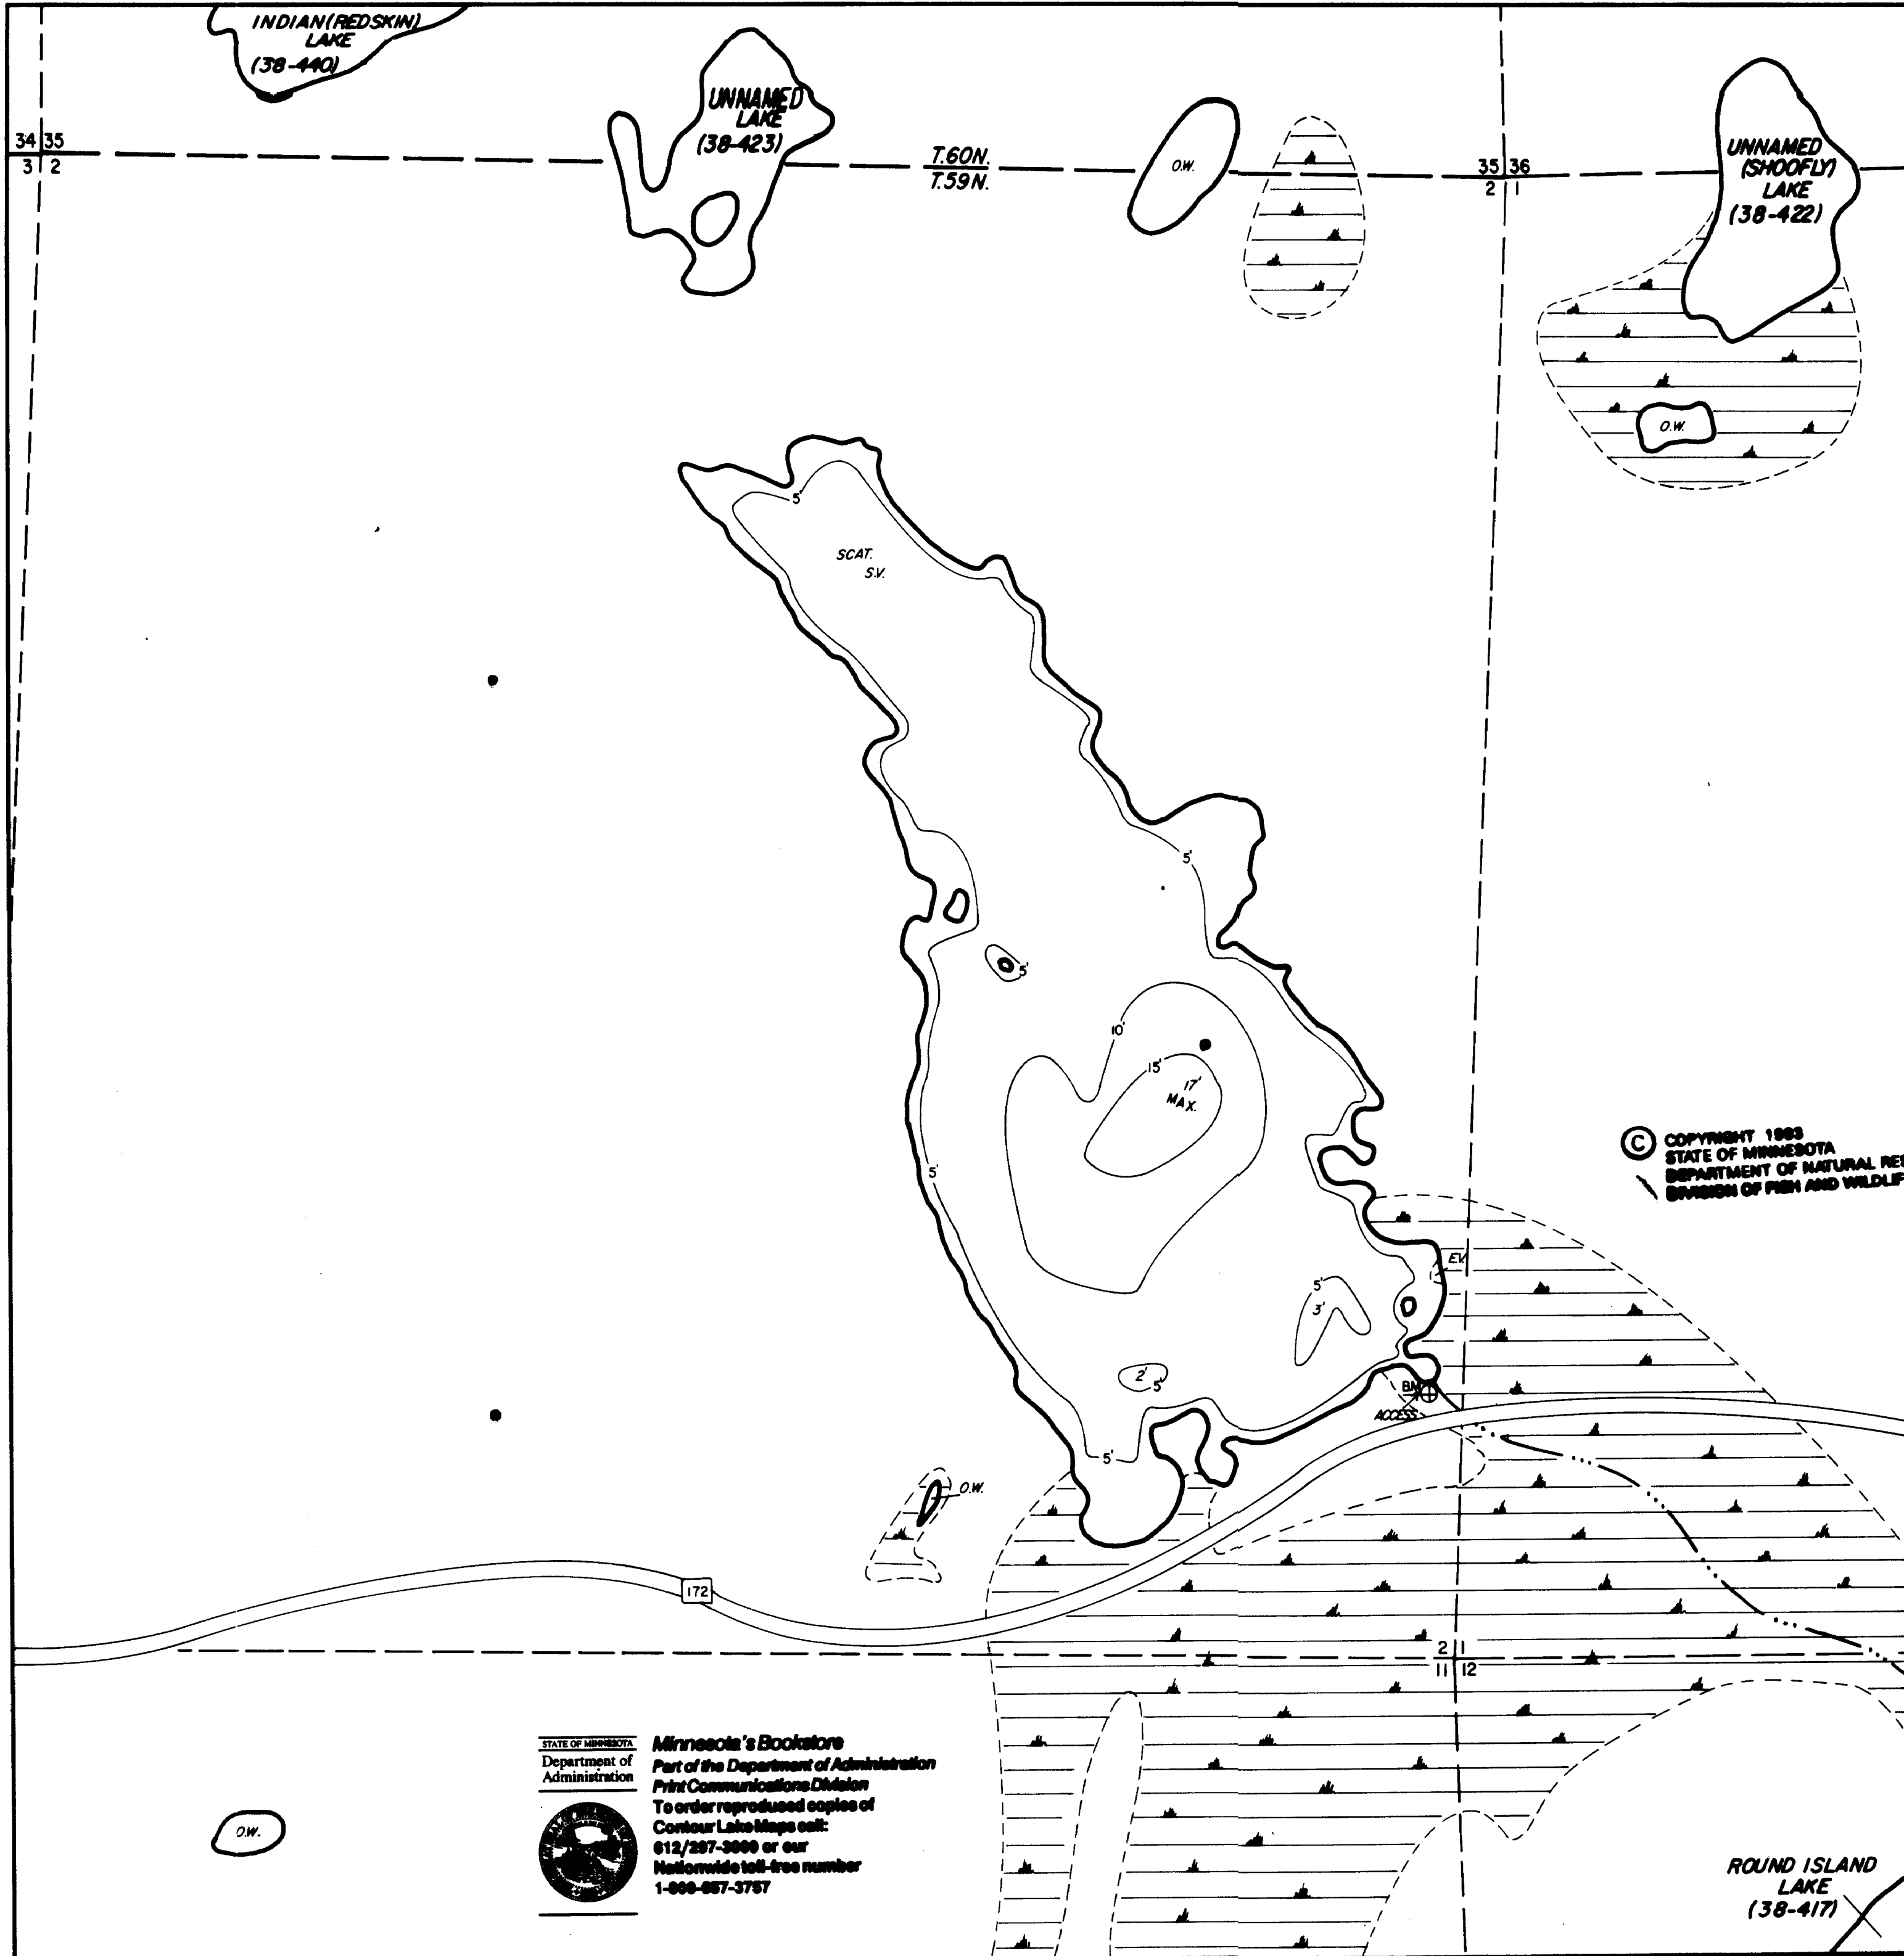 INDIAN (REDSKIN)
LAKE
(38-440)
UNNAMED
LAKE
(38-423)
34 35
3 2
T.60N.
T.59N.
O.W.
35 36
2 1
UNNAMED
(SHOOFLY)
LAKE
(38-422)
O.W.
5'
SCAT.
S.V.
5'
5'
10'
15'
17'
MAX.
5'
C COPYRIGHT 1983
STATE OF MINNESOTA
DEPARTMENT OF NATURAL RES
DIVISION OF FISH AND WILDLIF
E.V.
5'
3'
2'
5'
B.M.
ACCESS
5'
O.W.
172
2 1
11 12
STATE OF MINNESOTA
Department of
Administration
Minnesota's Bookstore
Part of the Department of Administration
Print Communications Division
To order reproduced copies of
Contour Lake Maps call:
612/297-3000 or our
Nationwide toll-free number
1-800-657-3757
O.W.
ROUND ISLAND
LAKE
(38-417)